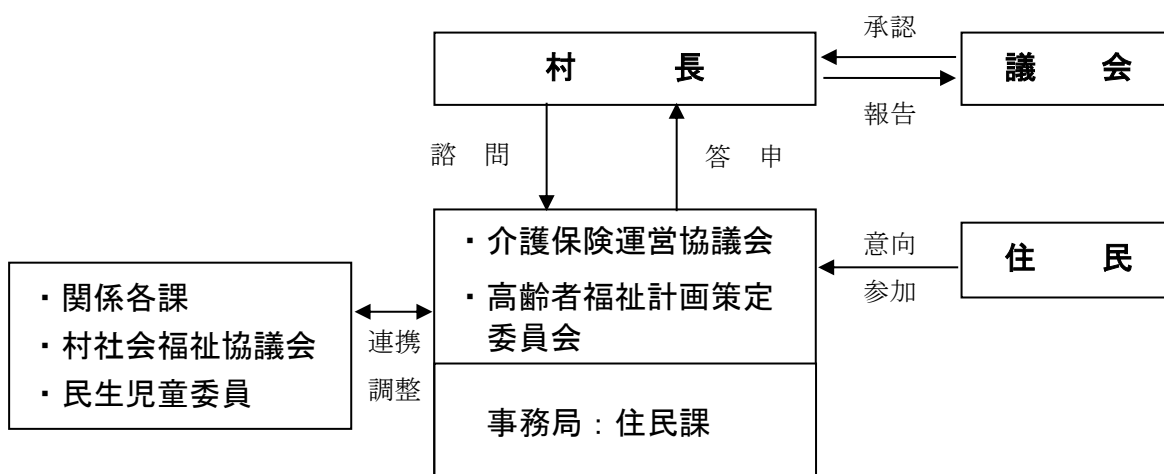 承認
村　　長
議　会
報告
諮　問
答　申
・介護保険運営協議会
・高齢者福祉計画策定
委員会
意向
参加
住　民
・関係各課
・村社会福祉協議会
・民生児童委員
連携
調整
事務局：住民課